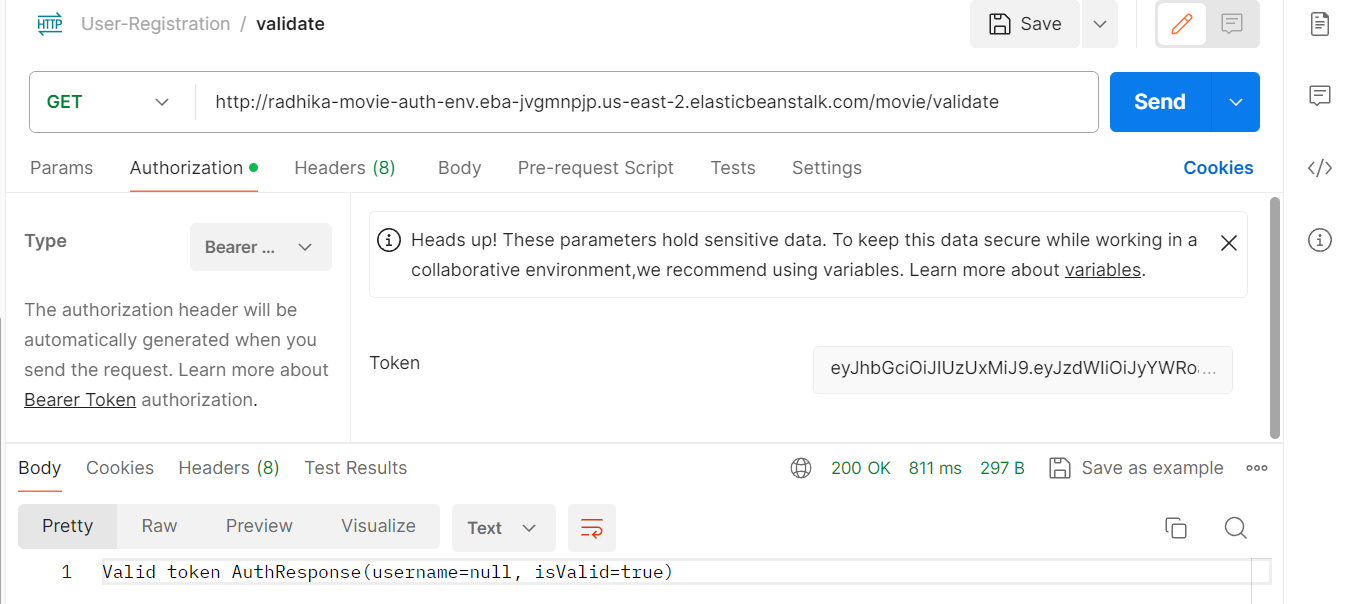 HTTP User-Registration / validate Save
GET http://radhika-movie-auth-env.eba-jvgmnpjp.us-east-2.elasticbeanstalk.com/movie/validate Send
Params Authorization Headers (8) Body Pre-request Script Tests Settings Cookies
Type Bearer ...
The authorization header will be
automatically generated when you
send the request. Learn more about
Bearer Token authorization.
Heads up! These parameters hold sensitive data. To keep this data secure while working in a
collaborative environment,we recommend using variables. Learn more about variables.
Token eyJhbGciOiJIUzUxMiJ9.eyJzdWIiOiJyYWRo...
Body Cookies Headers (8) Test Results 200 OK 811 ms 297 B Save as example
Pretty Raw Preview Visualize Text
1 Valid token AuthResponse(username=null, isValid=true)